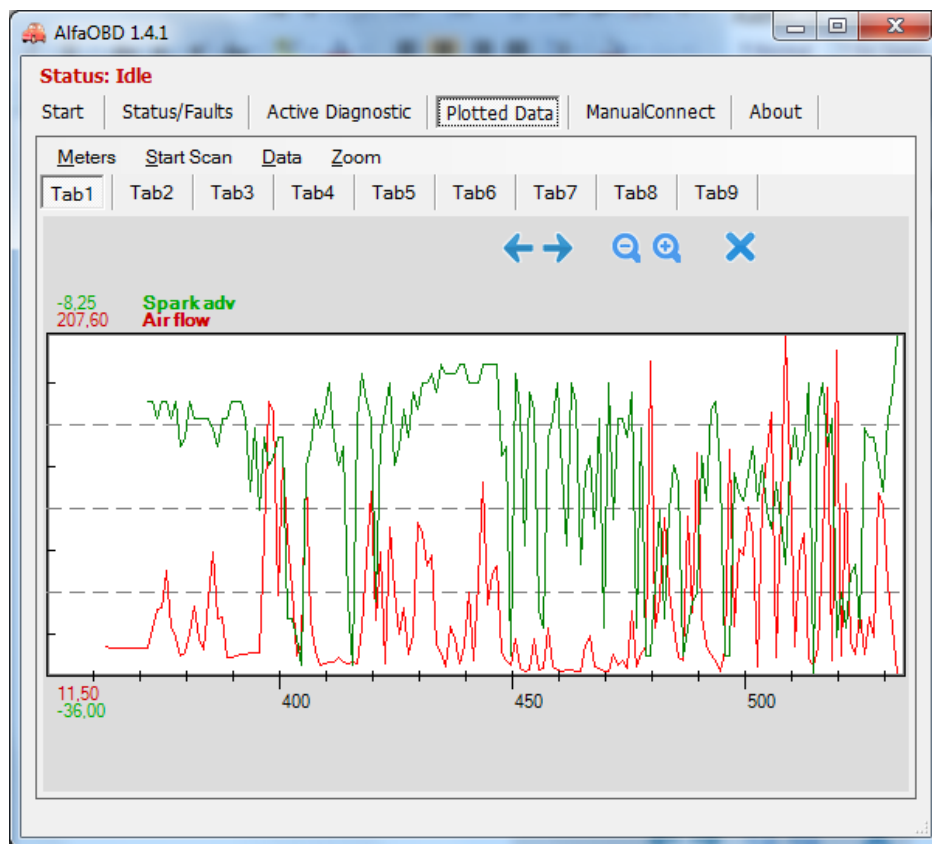 AlfaOBD 1.4.1
Status: Idle
Start Status/Faults Active Diagnostic Plotted Data ManualConnect About
Meters Start Scan Data Zoom
Tab1 Tab2 Tab3 Tab4 Tab5 Tab6 Tab7 Tab8 Tab9
-8,25 Spark adv
207,60 Air flow
11,50
-36,00
400 450 500